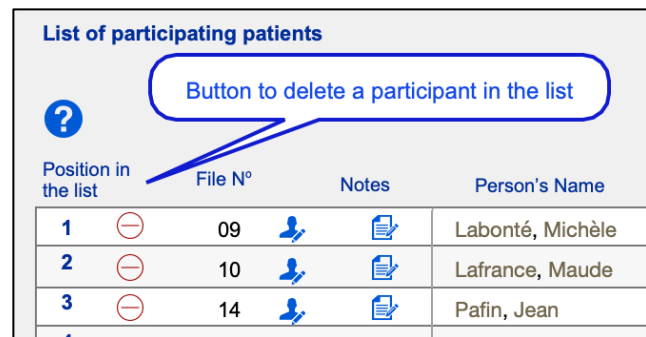 List of participating patients
Button to delete a participant in the list
?
Position in
the list
File Nº
Notes
Person's Name
1 09 Labonté, Michèle
2 10 Lafrance, Maude
3 14 Pafin, Jean